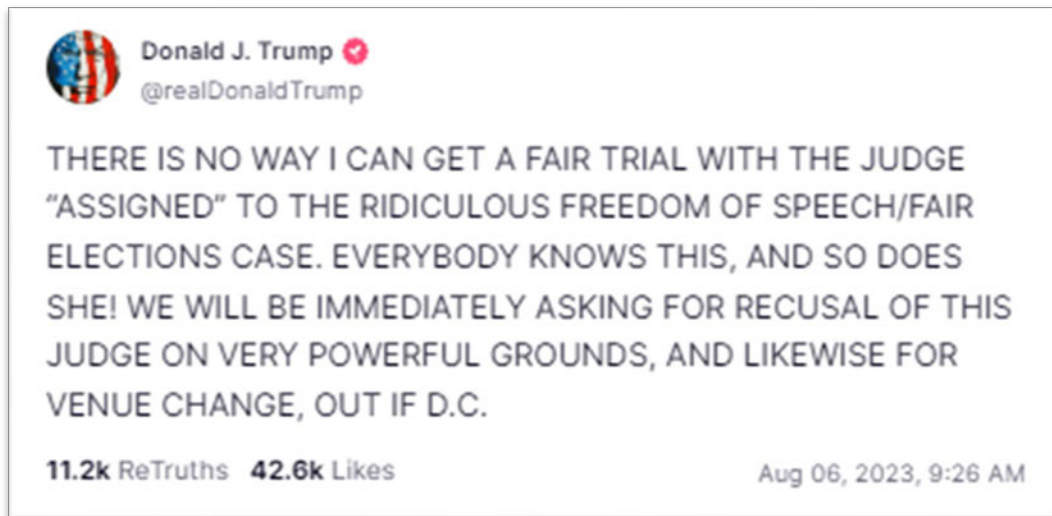 Donald J. Trump
@realDonaldTrump
THERE IS NO WAY I CAN GET A FAIR TRIAL WITH THE JUDGE
“ASSIGNED” TO THE RIDICULOUS FREEDOM OF SPEECH/FAIR
ELECTIONS CASE. EVERYBODY KNOWS THIS, AND SO DOES
SHE! WE WILL BE IMMEDIATELY ASKING FOR RECUSAL OF THIS
JUDGE ON VERY POWERFUL GROUNDS, AND LIKEWISE FOR
VENUE CHANGE, OUT IF D.C.
11.2k ReTruths 42.6k Likes Aug 06, 2023, 9:26 AM